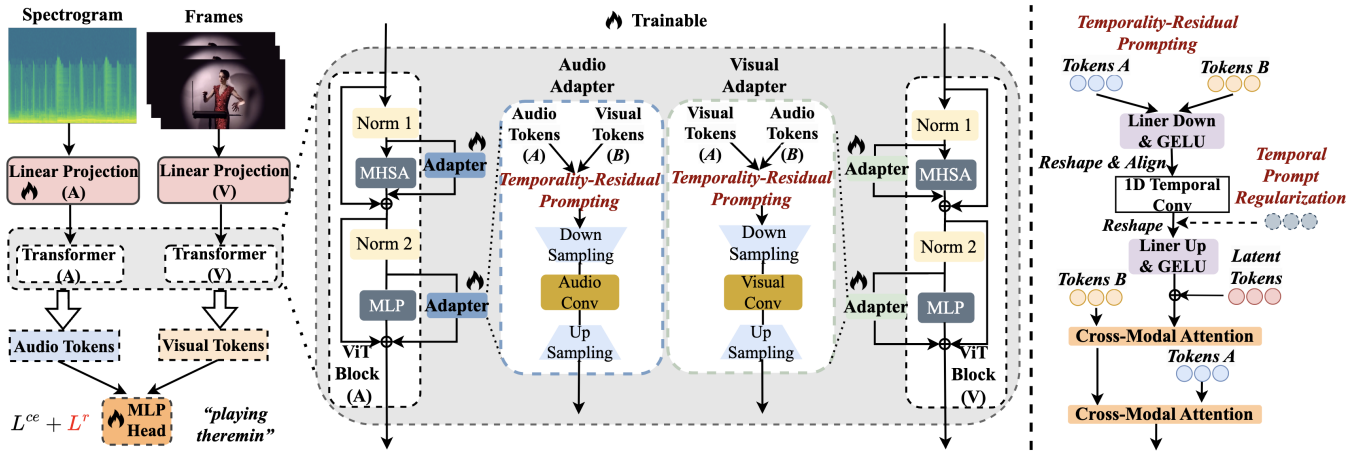 Spectrogram
Frames
Linear Projection
(A)
Linear Projection
(V)
Transformer
(A)
Transformer
(V)
Audio Tokens
Visual Tokens
L^{ce} + L^{r}
MLP
Head
“playing
theremin”
Trainable
Norm 1
MHSA
Adapter
Norm 2
MLP
Adapter
ViT
Block
(A)
Audio
Adapter
Audio
Tokens
(A)
Visual
Tokens
(B)
Temporality-Residual
Prompting
Down
Sampling
Audio
Conv
Up
Sampling
Visual
Adapter
Visual
Tokens
(A)
Audio
Tokens
(B)
Temporality-Residual
Prompting
Down
Sampling
Visual
Conv
Up
Sampling
Norm 1
Adapter
MHSA
Norm 2
Adapter
MLP
ViT
Block
(V)
Temporality-Residual
Prompting
Tokens A
Tokens B
Liner Down
& GELU
Reshape & Align
1D Temporal
Conv
Temporal
Prompt
Regularization
Reshape
Liner Up
& GELU
Latent
Tokens
Tokens B
Cross-Modal Attention
Tokens A
Cross-Modal Attention